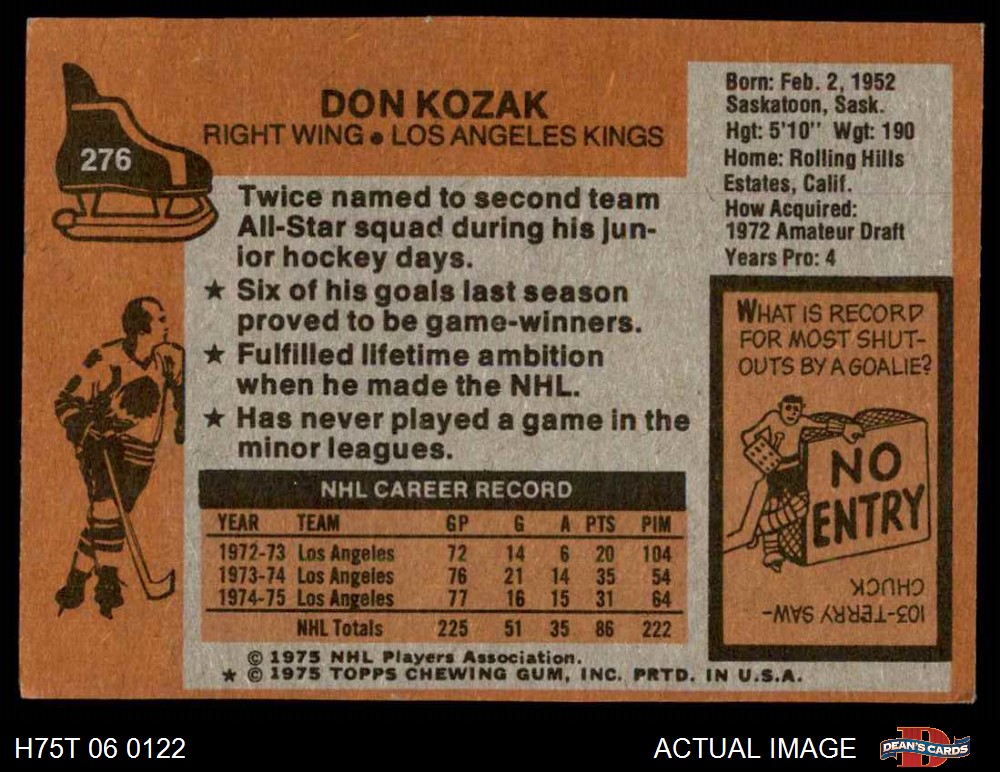 276
DON KOZAK
RIGHT WING • LOS ANGELES KINGS
Twice named to second team
All-Star squad during his jun-
ior hockey days.
★ Six of his goals last season
proved to be game-winners.
★ Fulfilled lifetime ambition
when he made the NHL.
★ Has never played a game in the
minor leagues.
NHL CAREER RECORD
YEAR TEAM GP G A PTS PIM
1972-73 Los Angeles 72 14 6 20 104
1973-74 Los Angeles 76 21 14 35 54
1974-75 Los Angeles 77 16 15 31 64
NHL Totals 225 51 35 86 222
© 1975 NHL Players Association.
★ © 1975 TOPPS CHEWING GUM, INC. PRTD. IN U.S.A.
Born: Feb. 2, 1952
Saskatoon, Sask.
Hgt: 5'10" Wgt: 190
Home: Rolling Hills
Estates, Calif.
How Acquired:
1972 Amateur Draft
Years Pro: 4
WHAT IS RECORD
FOR MOST SHUT-
OUTS BY A GOALIE?
NO
ENTRY
103-TERRY SAW-
CHUCK
H75T 06 0122
ACTUAL IMAGE
DEAN'S CARDS